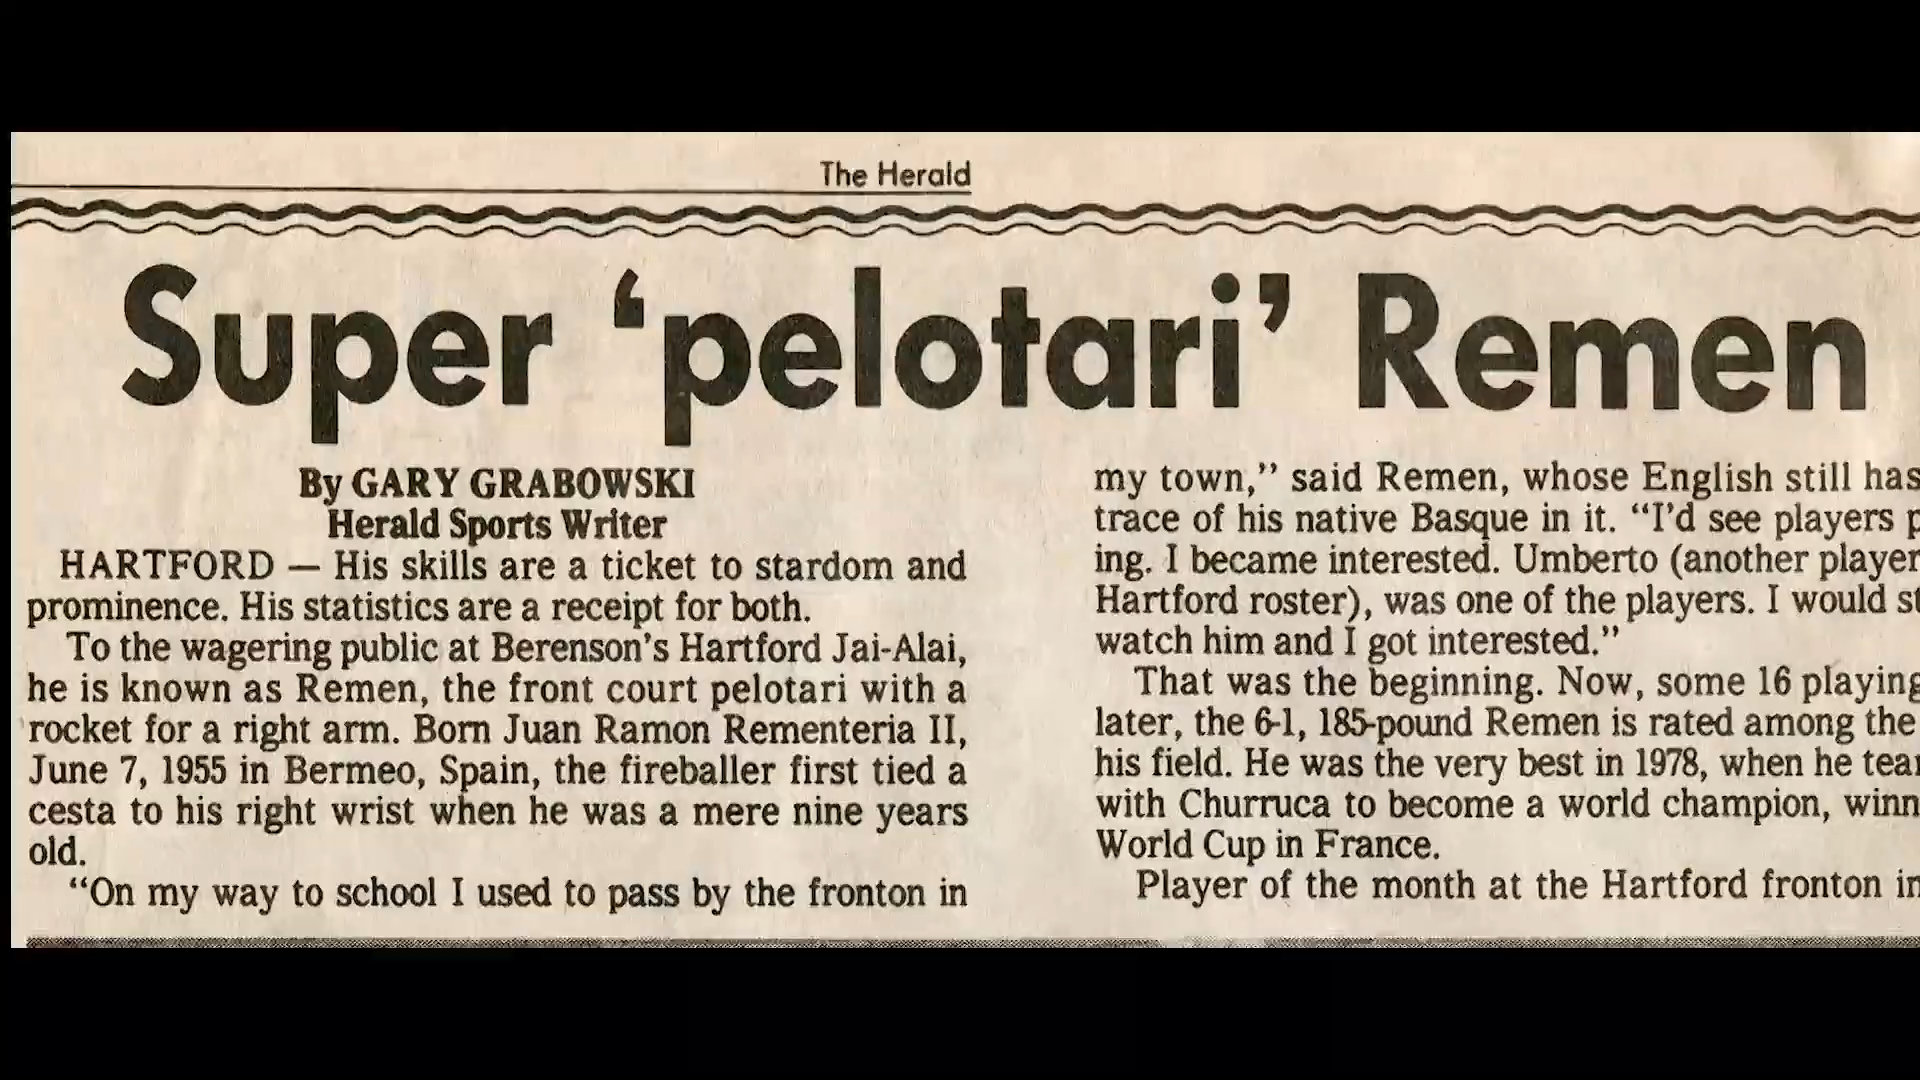 The Herald
Super ‘pelotari’ Remen
By GARY GRABOWSKI
Herald Sports Writer
HARTFORD — His skills are a ticket to stardom and
prominence. His statistics are a receipt for both.
To the wagering public at Berenson's Hartford Jai-Alai,
he is known as Remen, the front court pelotari with a
rocket for a right arm. Born Juan Ramon Rementeria II,
June 7, 1955 in Bermeo, Spain, the fireballer first tied a
cesta to his right wrist when he was a mere nine years
old.
“On my way to school I used to pass by the fronton in
my town,” said Remen, whose English still has
trace of his native Basque in it. “I'd see players
ing. I became interested. Umberto (another player
Hartford roster), was one of the players. I would
watch him and I got interested.”
That was the beginning. Now, some 16 playing
later, the 6-1, 185-pound Remen is rated among the
his field. He was the very best in 1978, when he
with Churruca to become a world champion,
World Cup in France.
Player of the month at the Hartford fronton in